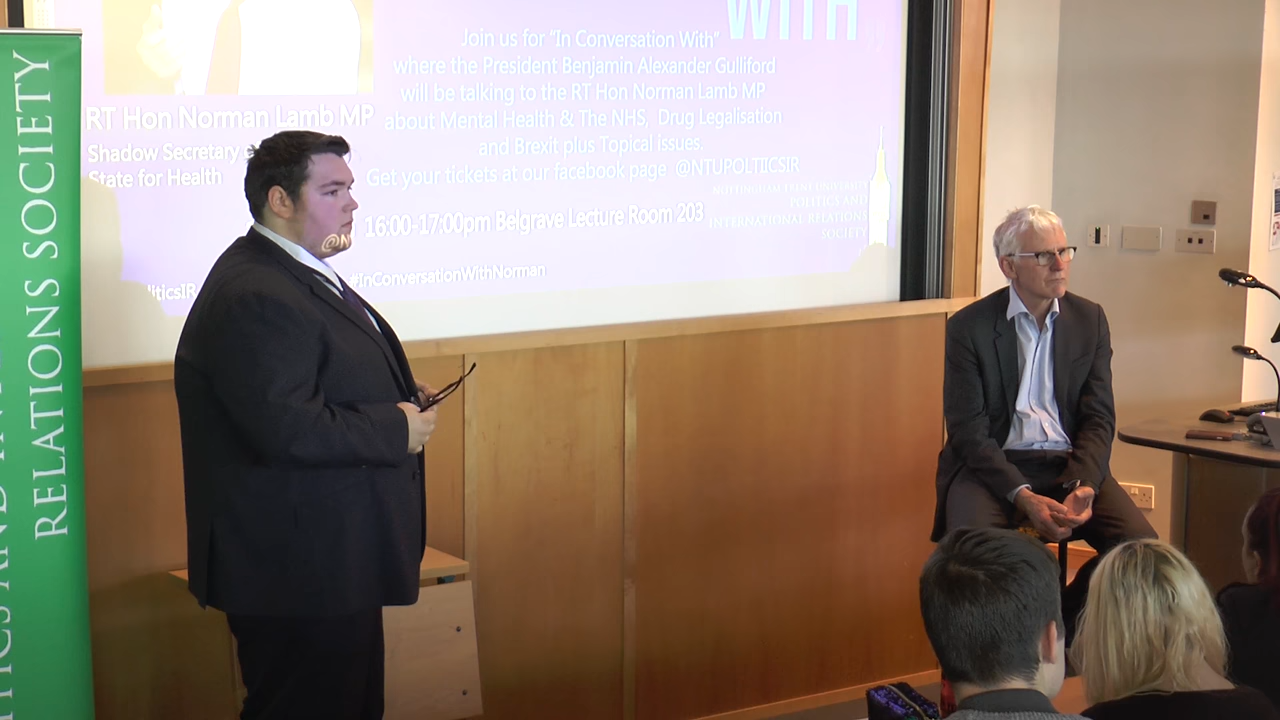 RELATIONS SOCIETY
WITH
Join us for "In Conversation With"
where the President Benjamin Alexander Gulliford
will be talking to the RT Hon Norman Lamb MP
about Mental Health & The NHS, Drug Legalisation
and Brexit plus Topical issues.
Get your tickets at our facebook page @NTUPOLTIICSIR
16:00-17:00pm Belgrave Lecture Room 203
RT Hon Norman Lamb MP
Shadow Secretary
State for Health
NOTTINGHAM TRENT UNIVERSITY
POLITICS AND
INTERNATIONAL RELATIONS
SOCIETY
@N
#InConversationWithNorman